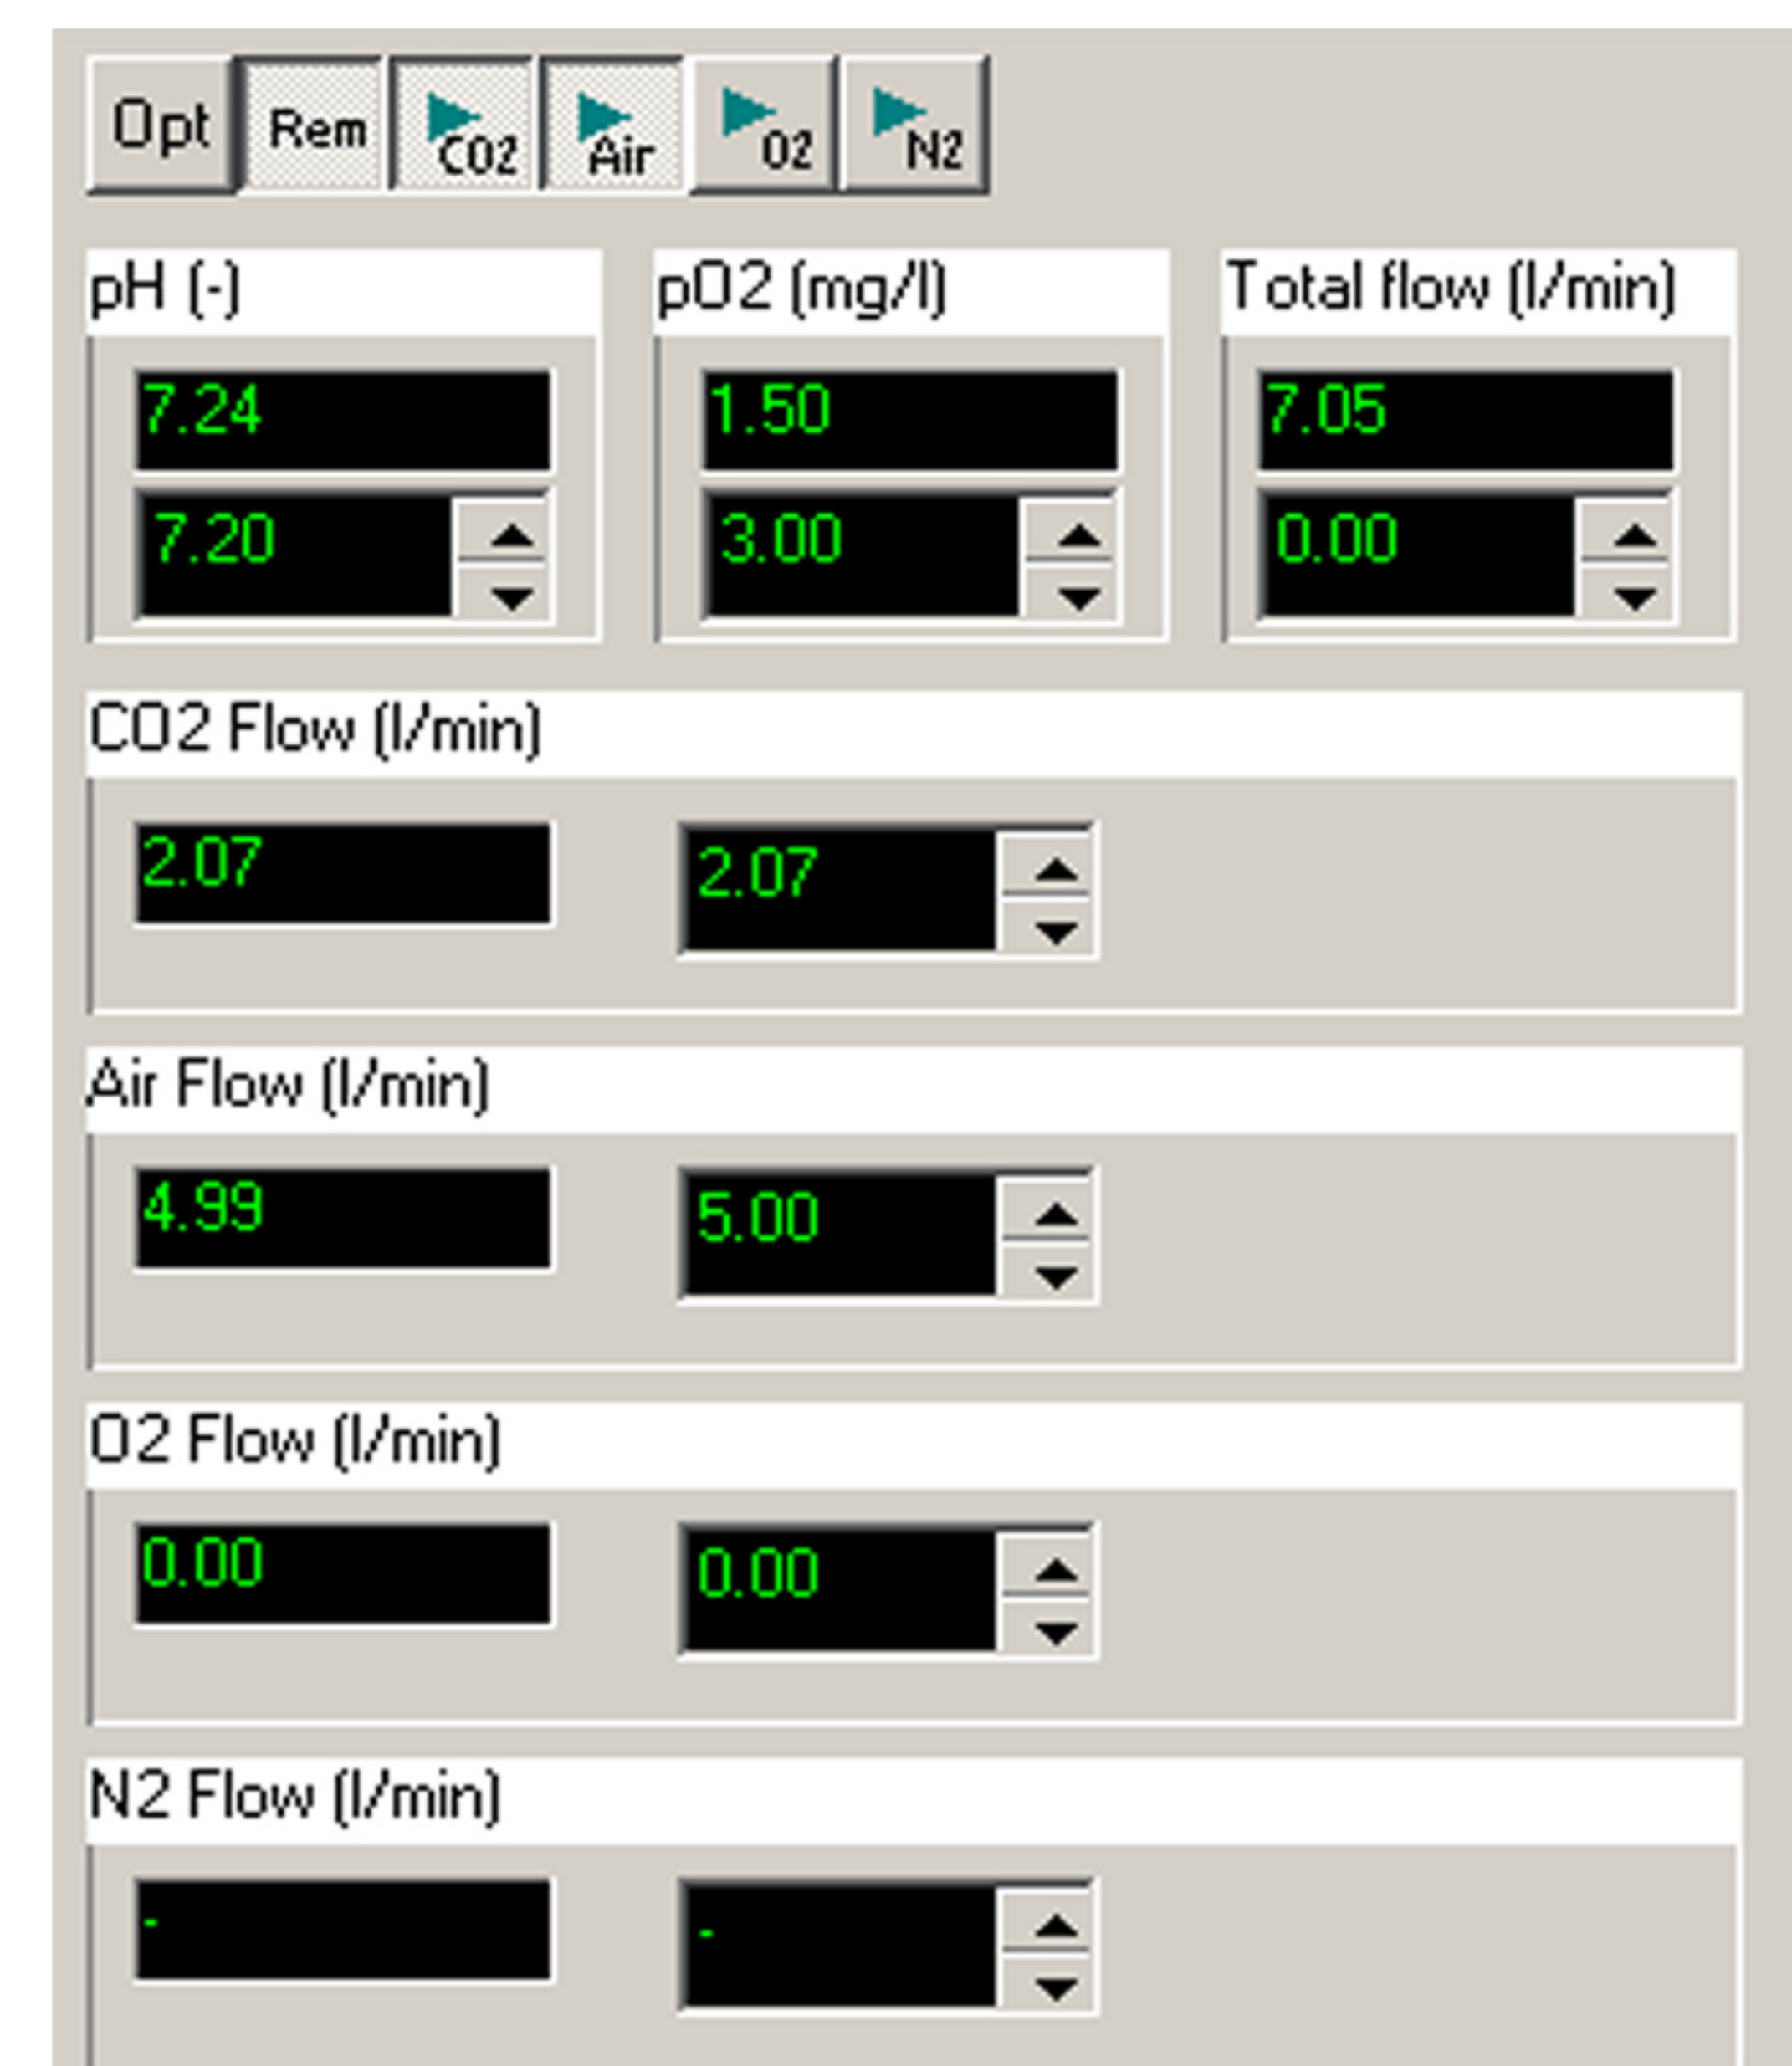 Opt Rem CO2 Air O2 N2
pH (-) pO2 (mg/l) Total flow (l/min)
7.24 1.50 7.05
7.20 3.00 0.00
CO2 Flow (l/min)
2.07 2.07
Air Flow (l/min)
4.99 5.00
O2 Flow (l/min)
0.00 0.00
N2 Flow (l/min)
- -